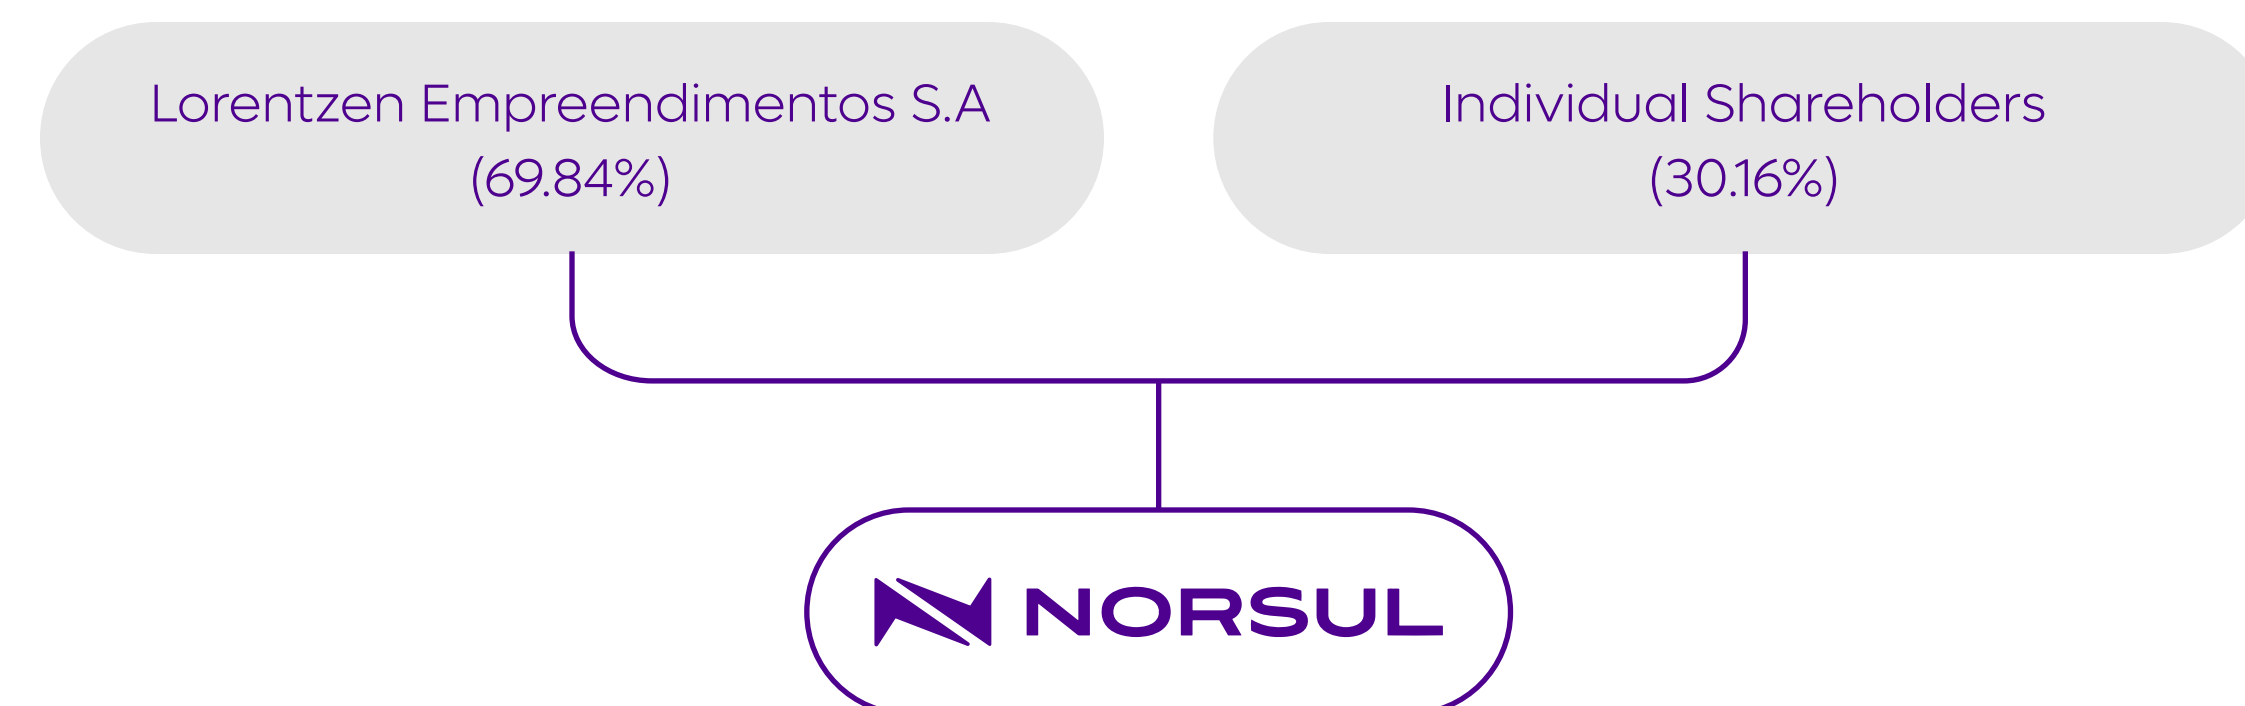 Lorentzen Empreendimentos S.A
(69.84%)
Individual Shareholders
(30.16%)
NORSUL